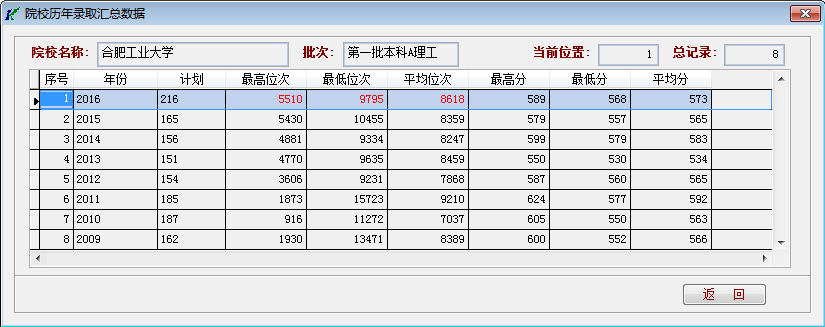 院校历年录取汇总数据
院校名称: 合肥工业大学 批次: 第一批本科A理工 当前位置: 1 总记录: 8
序号 年份 计划 最高位次 最低位次 平均位次 最高分 最低分 平均分
1 2016 216 5510 9795 8618 589 568 573
2 2015 165 5430 10455 8359 579 557 565
3 2014 156 4881 9334 8247 599 579 583
4 2013 151 4770 9635 8459 550 530 534
5 2012 154 3606 9231 7868 587 560 565
6 2011 185 1873 15723 9210 624 577 592
7 2010 187 916 11272 7037 605 550 563
8 2009 162 1930 13471 8389 600 552 566
返 回